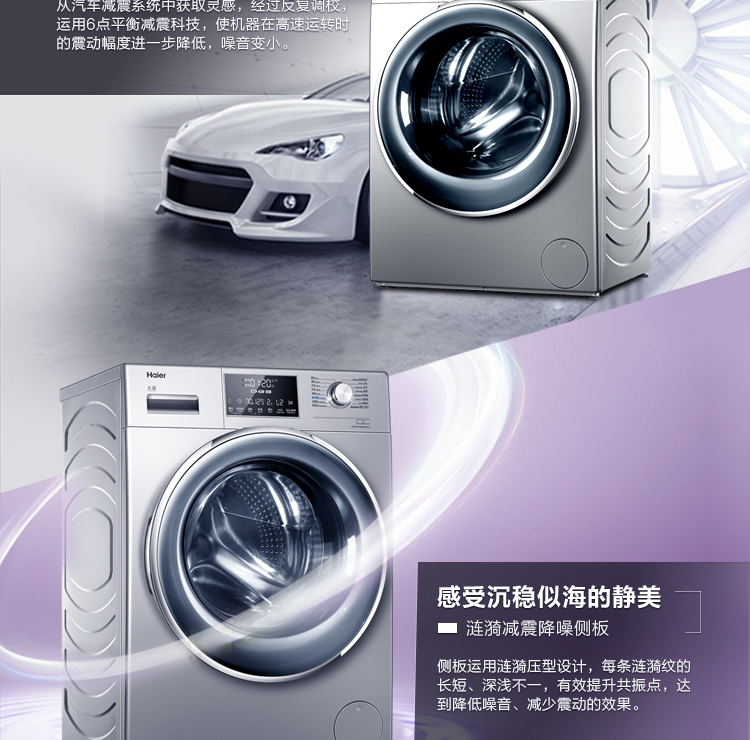 从汽车减震系统中获取灵感，经过反复调校，
运用6点平衡减震科技，使机器在高速运转时
的震动幅度进一步降低，噪音变小。
Haier
感受沉稳似海的静美
涟漪减震降噪侧板
侧板运用涟漪压型设计，每条涟漪纹的
长短、深浅不一，有效提升共振点，达
到降低噪音、减少震动的效果。